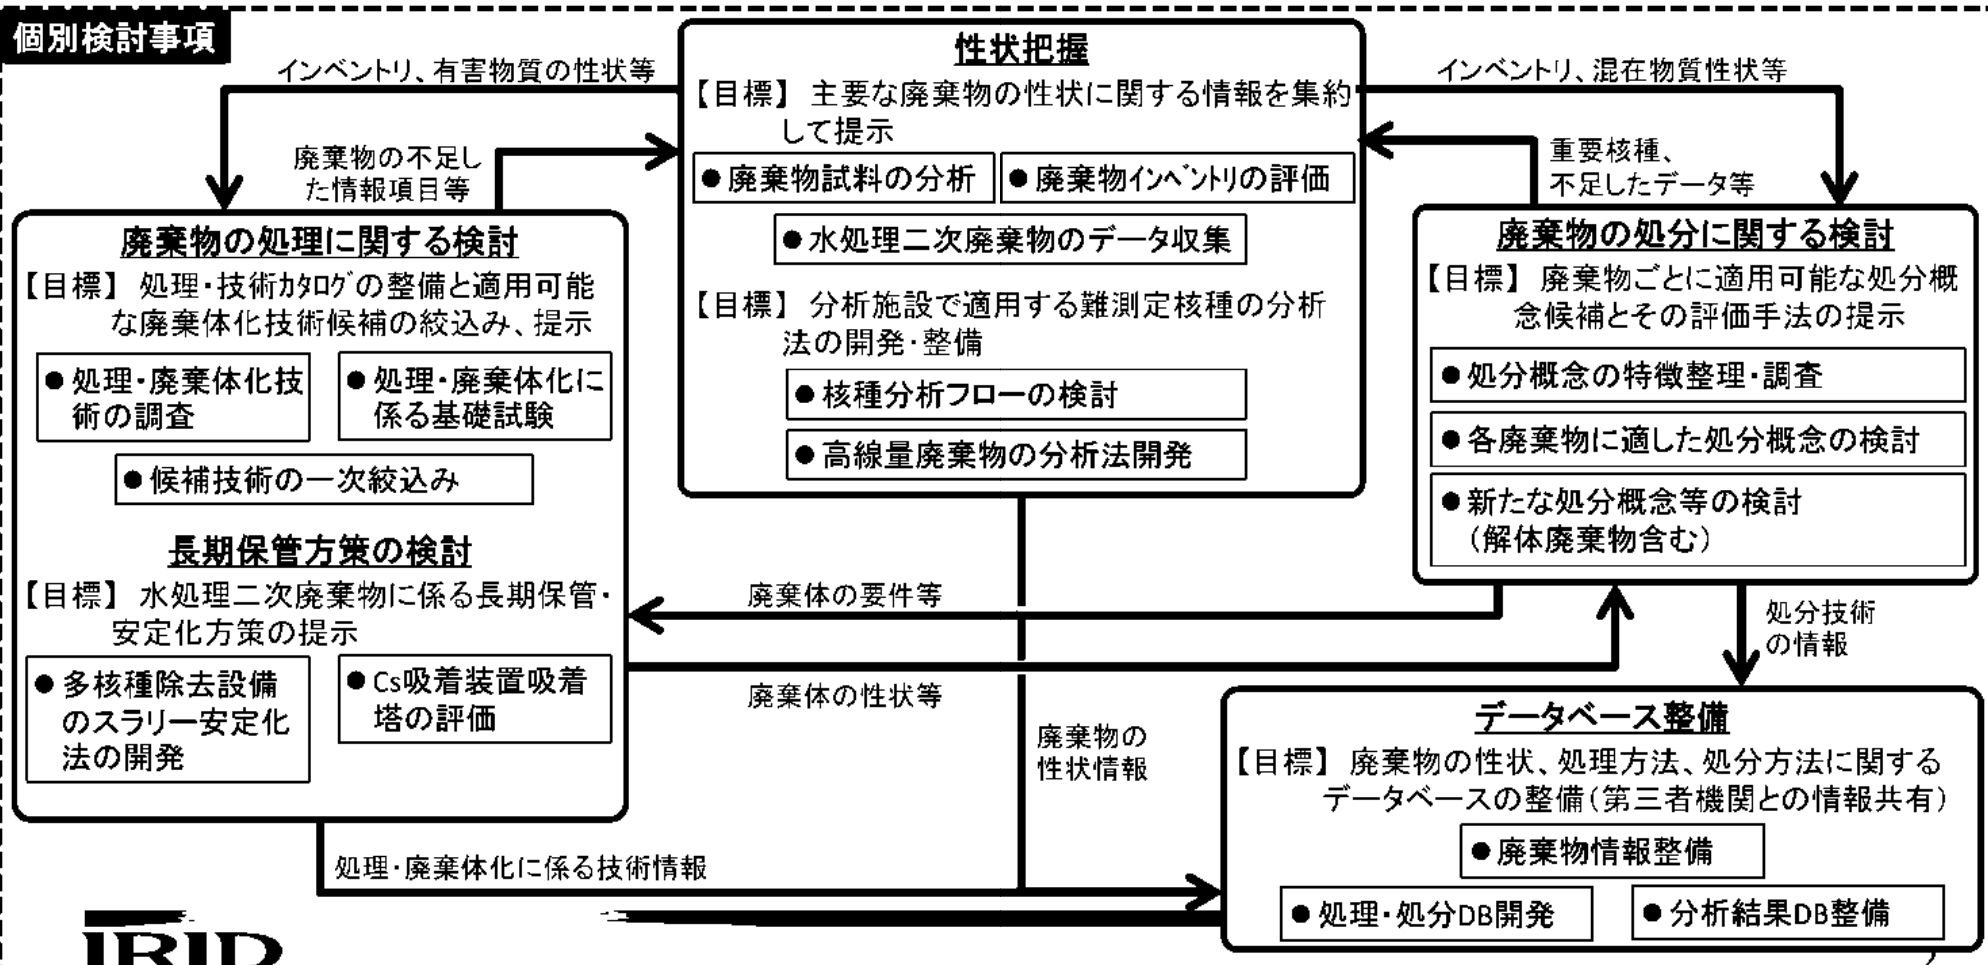 個別検討事項
インベントリ、有害物質の性状等
廃棄物の不足し
た情報項目等
性状把握
【目標】 主要な廃棄物の性状に関する情報を集約
して提示
●廃棄物試料の分析
●廃棄物インベントリの評価
●水処理二次廃棄物のデータ収集
【目標】 分析施設で適用する難測定核種の分析
法の開発・整備
●核種分析フローの検討
●高線量廃棄物の分析法開発
インベントリ、混在物質性状等
重要核種、
不足したデータ等
廃棄物の処理に関する検討
【目標】 処理・技術カタログの整備と適用可能
な廃棄体化技術候補の絞込み、提示
●処理・廃棄体化技
術の調査
●処理・廃棄体化に
係る基礎試験
●候補技術の一次絞込み
長期保管方策の検討
【目標】 水処理二次廃棄物に係る長期保管・
安定化方策の提示
●多核種除去設備
のスラリー安定化
法の開発
●Cs吸着装置吸着
塔の評価
廃棄物の処分に関する検討
【目標】 廃棄物ごとに適用可能な処分概
念候補とその評価手法の提示
●処分概念の特徴整理・調査
●各廃棄物に適した処分概念の検討
●新たな処分概念等の検討
(解体廃棄物含む)
廃棄体の要件等
廃棄体の性状等
処分技術
の情報
廃棄物の
性状情報
処理・廃棄体化に係る技術情報
データベース整備
【目標】 廃棄物の性状、処理方法、処分方法に関する
データベースの整備(第三者機関との情報共有)
●廃棄物情報整備
●処理・処分DB開発
●分析結果DB整備
IRID